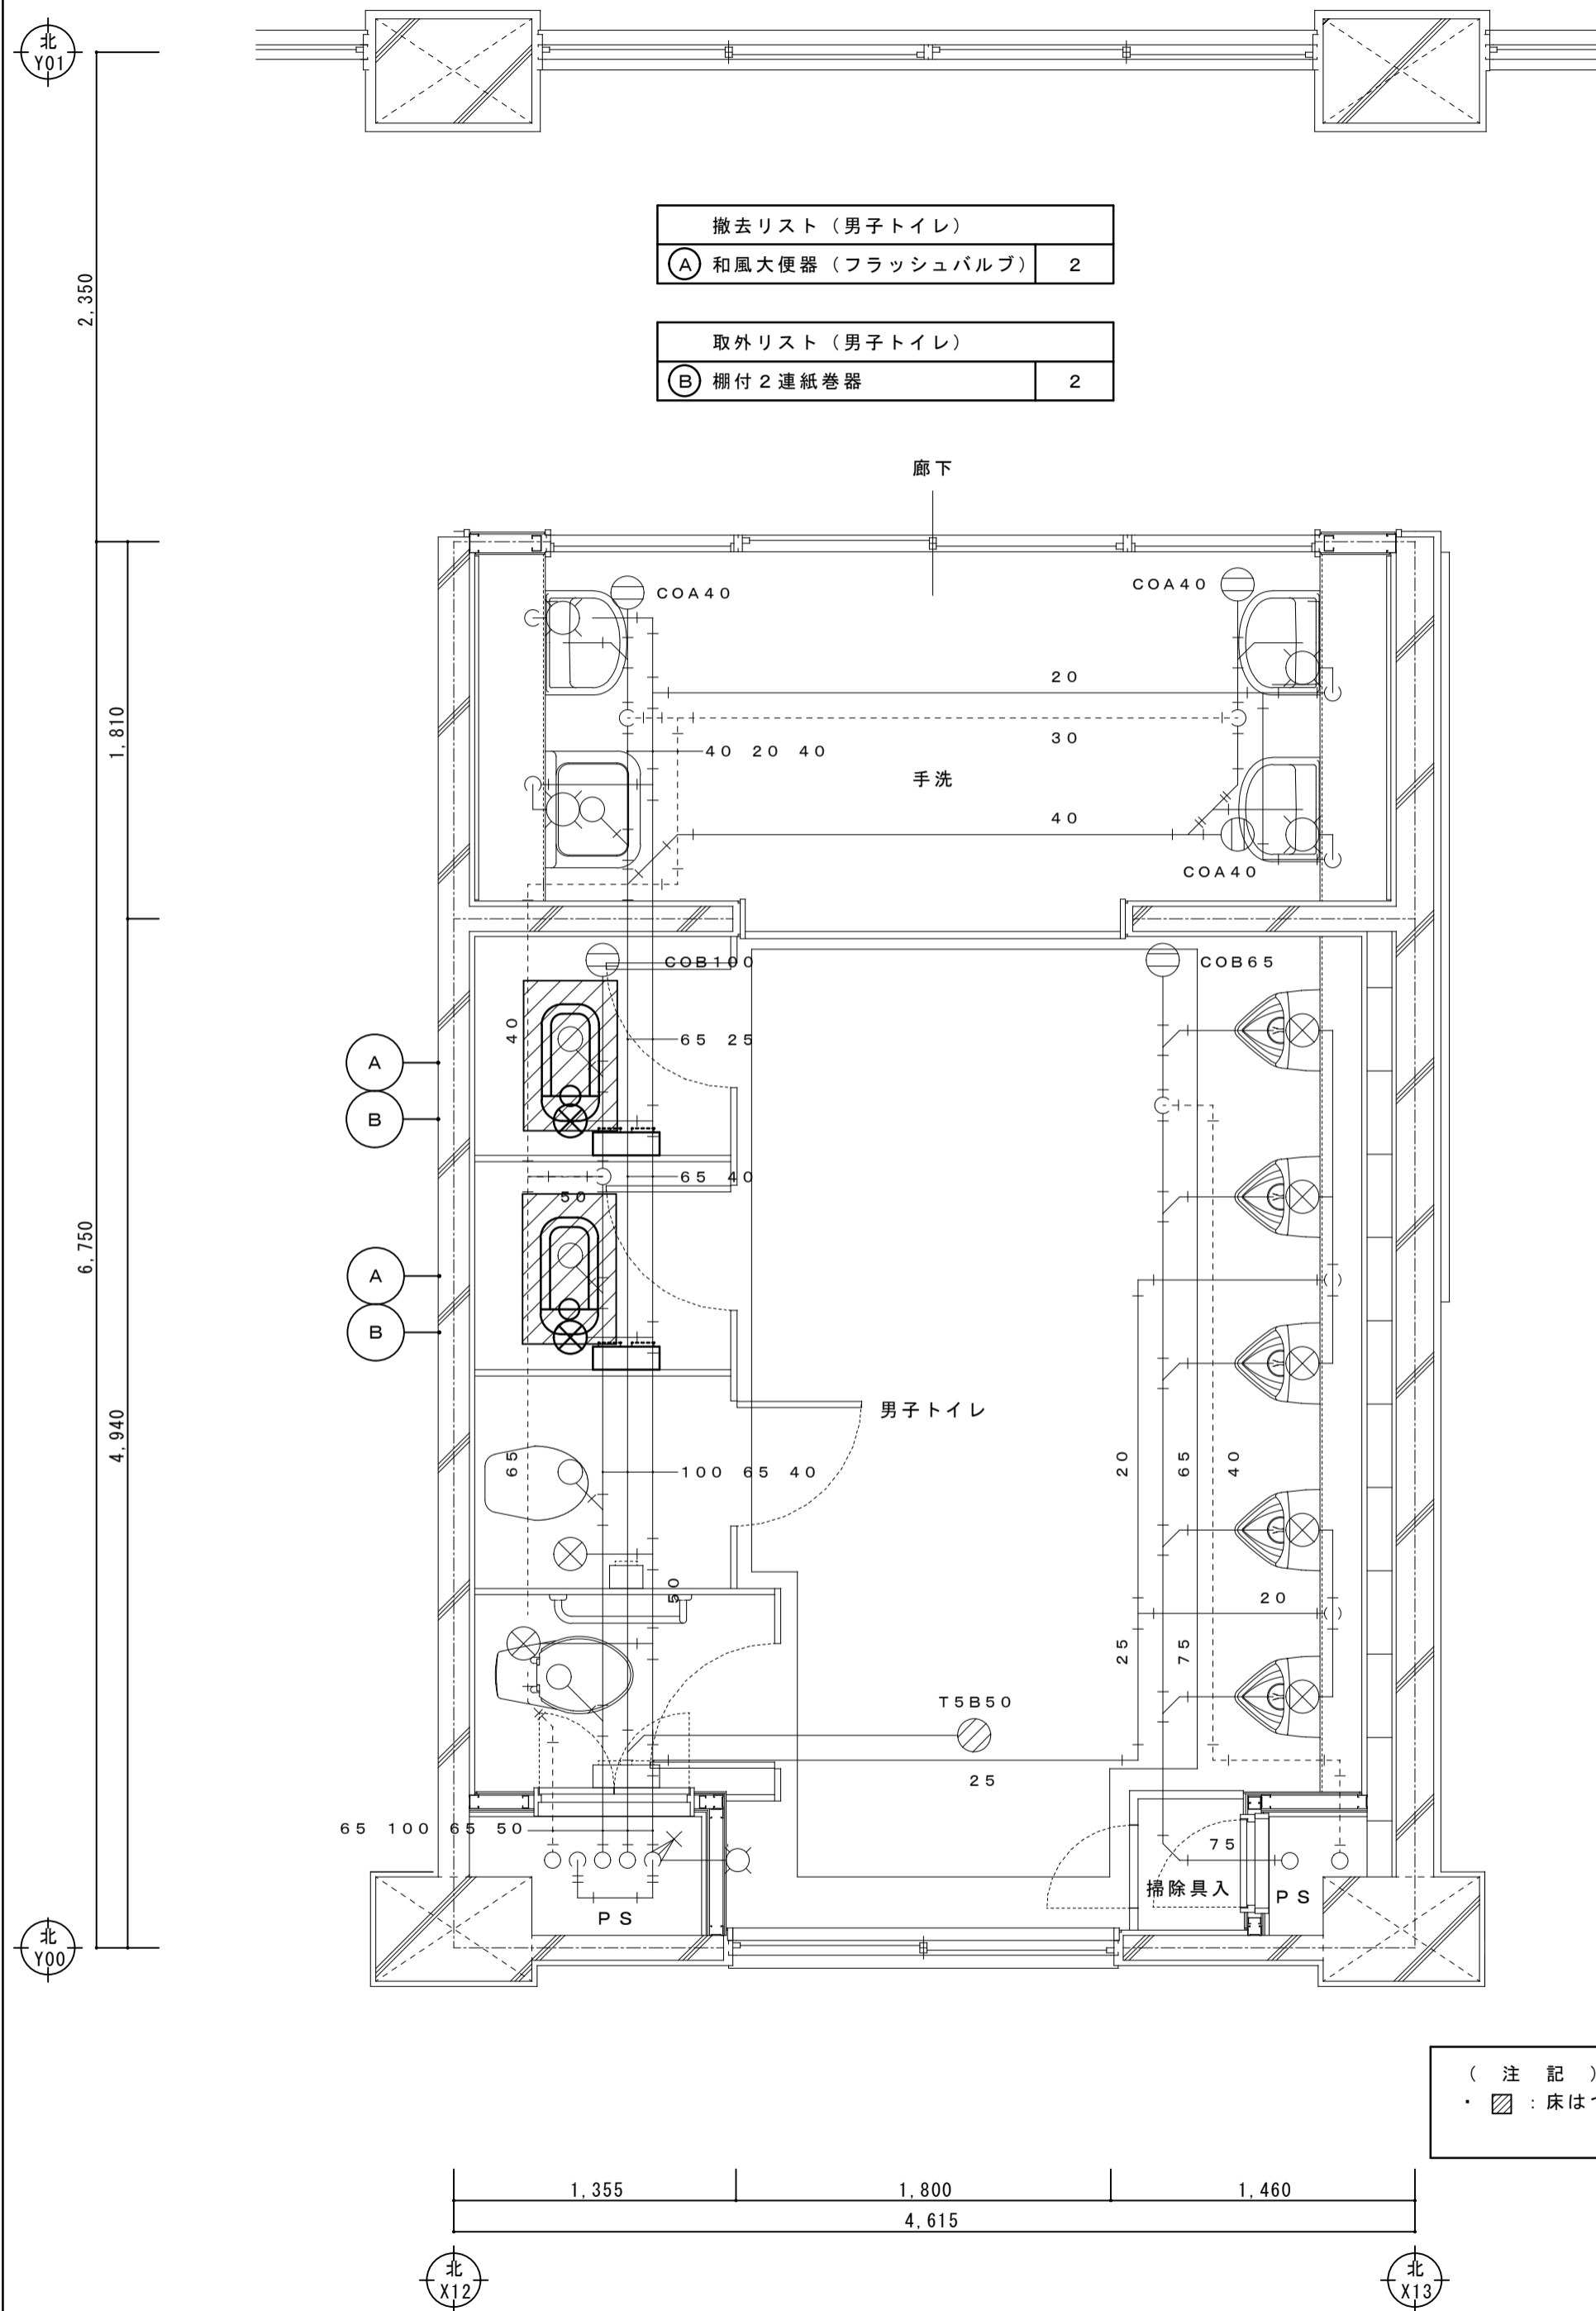 北
Y01
撤去リスト（男子トイレ）
A 和風大便器（フラッシュバルブ） 2
取外リスト（男子トイレ）
B 棚付２連紙巻器 2
2,350
廊下
COA40
COA40
20
1,810
30
40 20 40
手洗
40
COA40
COB100
COB65
40
65 25
A
B
65 40
50
6,750
A
B
4,940
男子トイレ
65
100 65 40
20
65
40
50
20
25
75
T5B50
25
65 100 65 50
75
掃除具入
PS
PS
北
Y00
（ 注 記 ）
・ ：床は
1,355
1,800
1,460
4,615
北
X12
北
X13